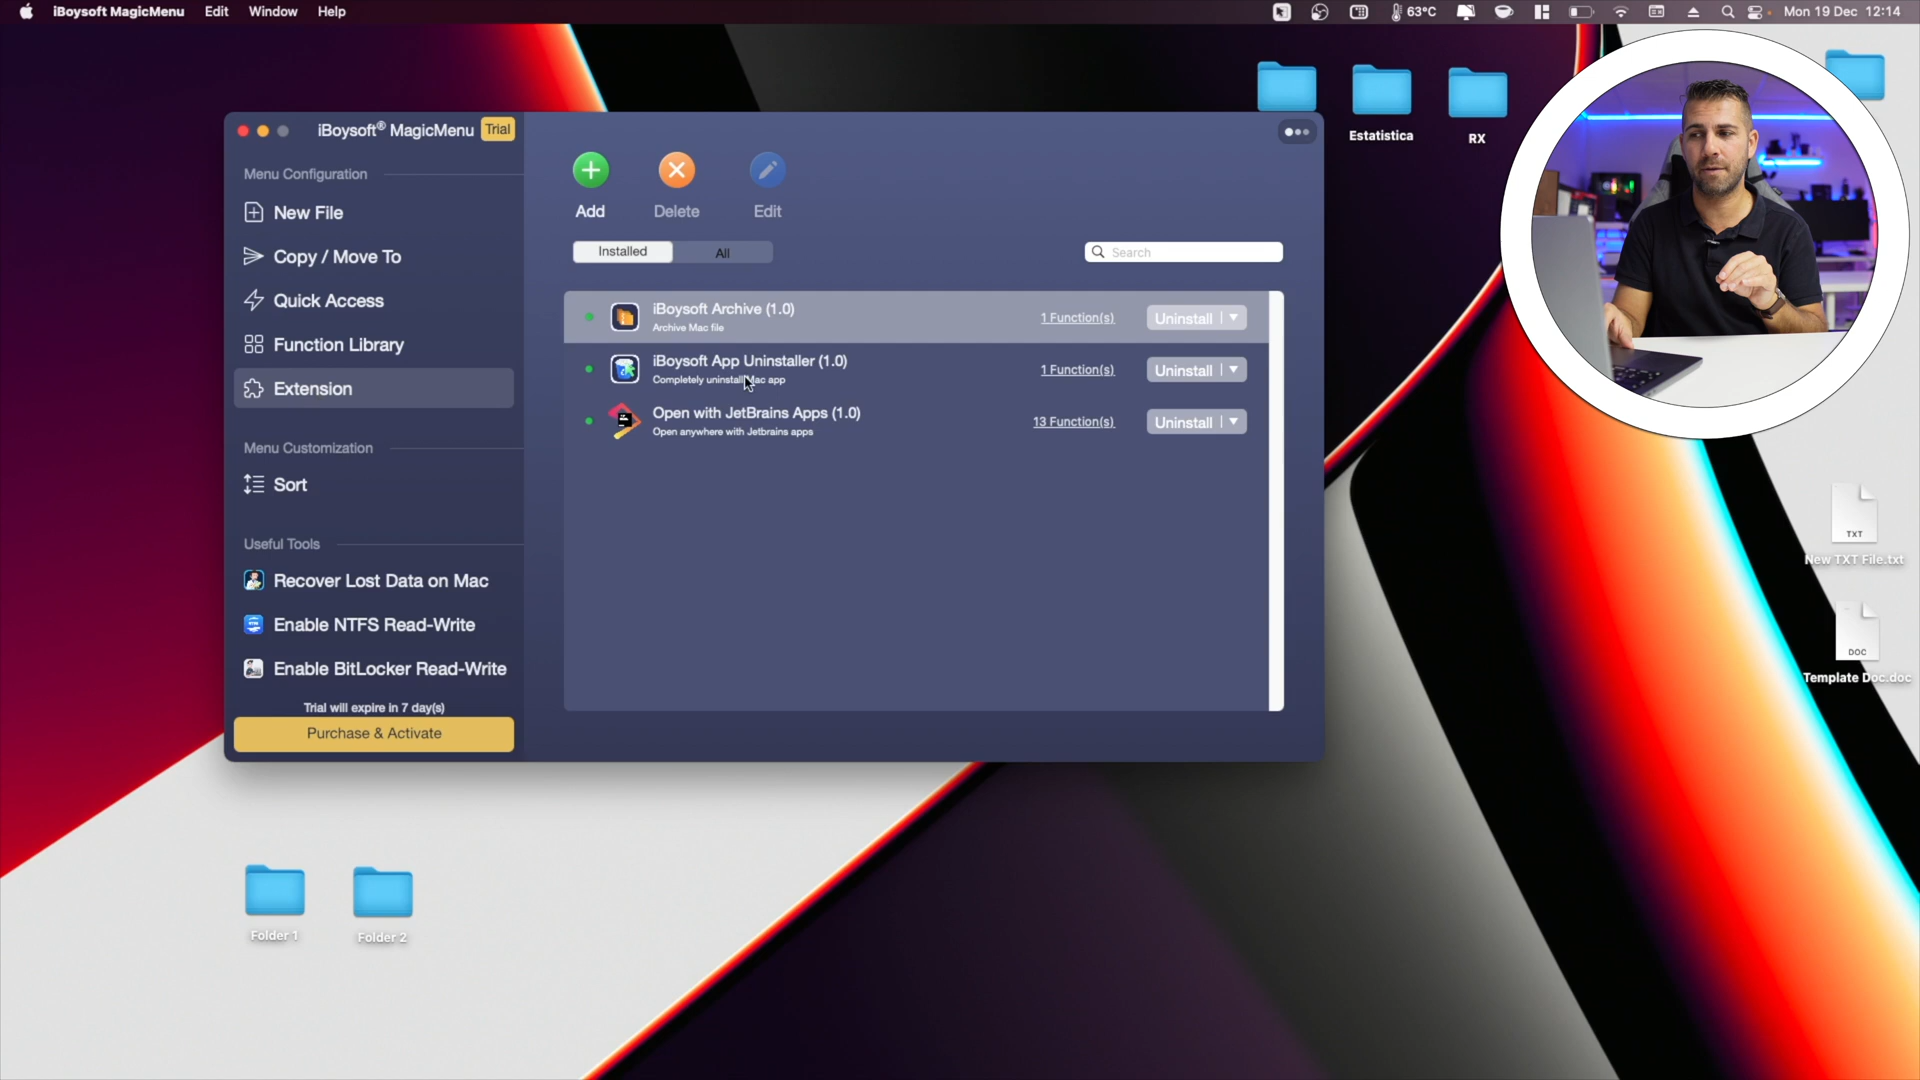 iBoysoft MagicMenu Edit Window Help
63°C Mon 19 Dec 12:14
iBoysoft® MagicMenu Trial
Menu Configuration
New File
Copy / Move To
Quick Access
Function Library
Extension
Menu Customization
Sort
Useful Tools
Recover Lost Data on Mac
Enable NTFS Read-Write
Enable BitLocker Read-Write
Trial will expire in 7 day(s)
Purchase & Activate
Add Delete Edit
Installed All
Search
iBoysoft Archive (1.0)
Archive Mac file
1 Function(s) Uninstall
iBoysoft App Uninstaller (1.0)
Completely uninstall Mac app
1 Function(s) Uninstall
Open with JetBrains Apps (1.0)
Open anywhere with Jetbrains apps
13 Function(s) Uninstall
Estatistica
RX
TXT
New TXT File.txt
DOC
Template Doc.doc
Folder 1
Folder 2